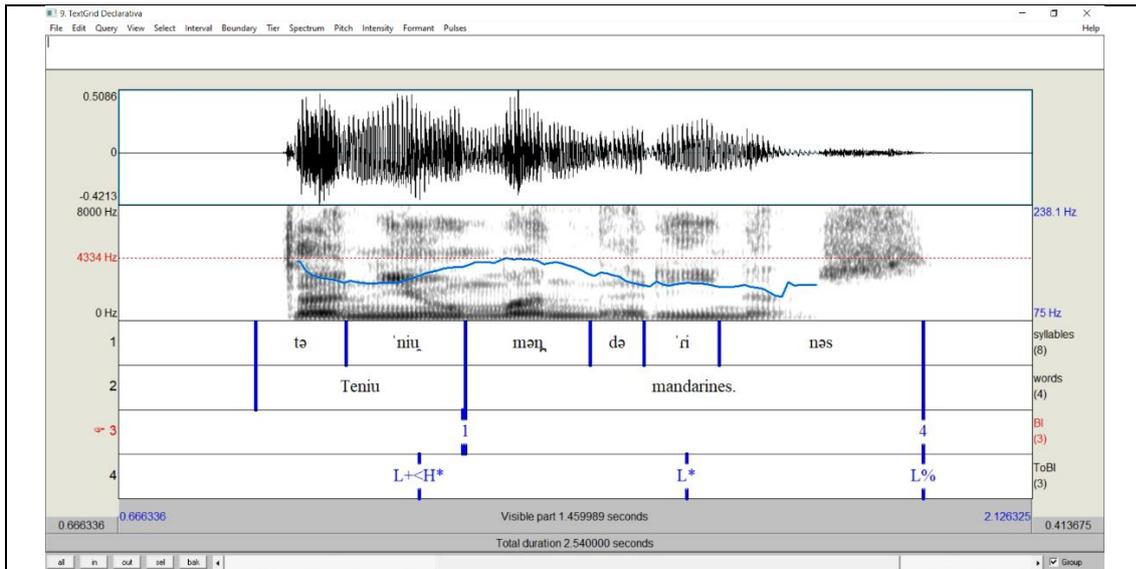 9. TextGrid Declarativa
File Edit Query View Select Interval Boundary Tier Spectrum Pitch Intensity Formant Pulses Help
0.5086
0
-0.4213
8000 Hz 238.1 Hz
4334 Hz
0 Hz 75 Hz
1 tə ˈniu̯ mən̪ də ˈɾi nəs syllables
(8)
2 Teniu mandarines. words
(4)
3 1 4 BI
(3)
4 L+<H* L* L% ToBI
(3)
0.666336 0.666336 Visible part 1.459989 seconds 2.126325 0.413675
Total duration 2.540000 seconds
all in out sel bak Group